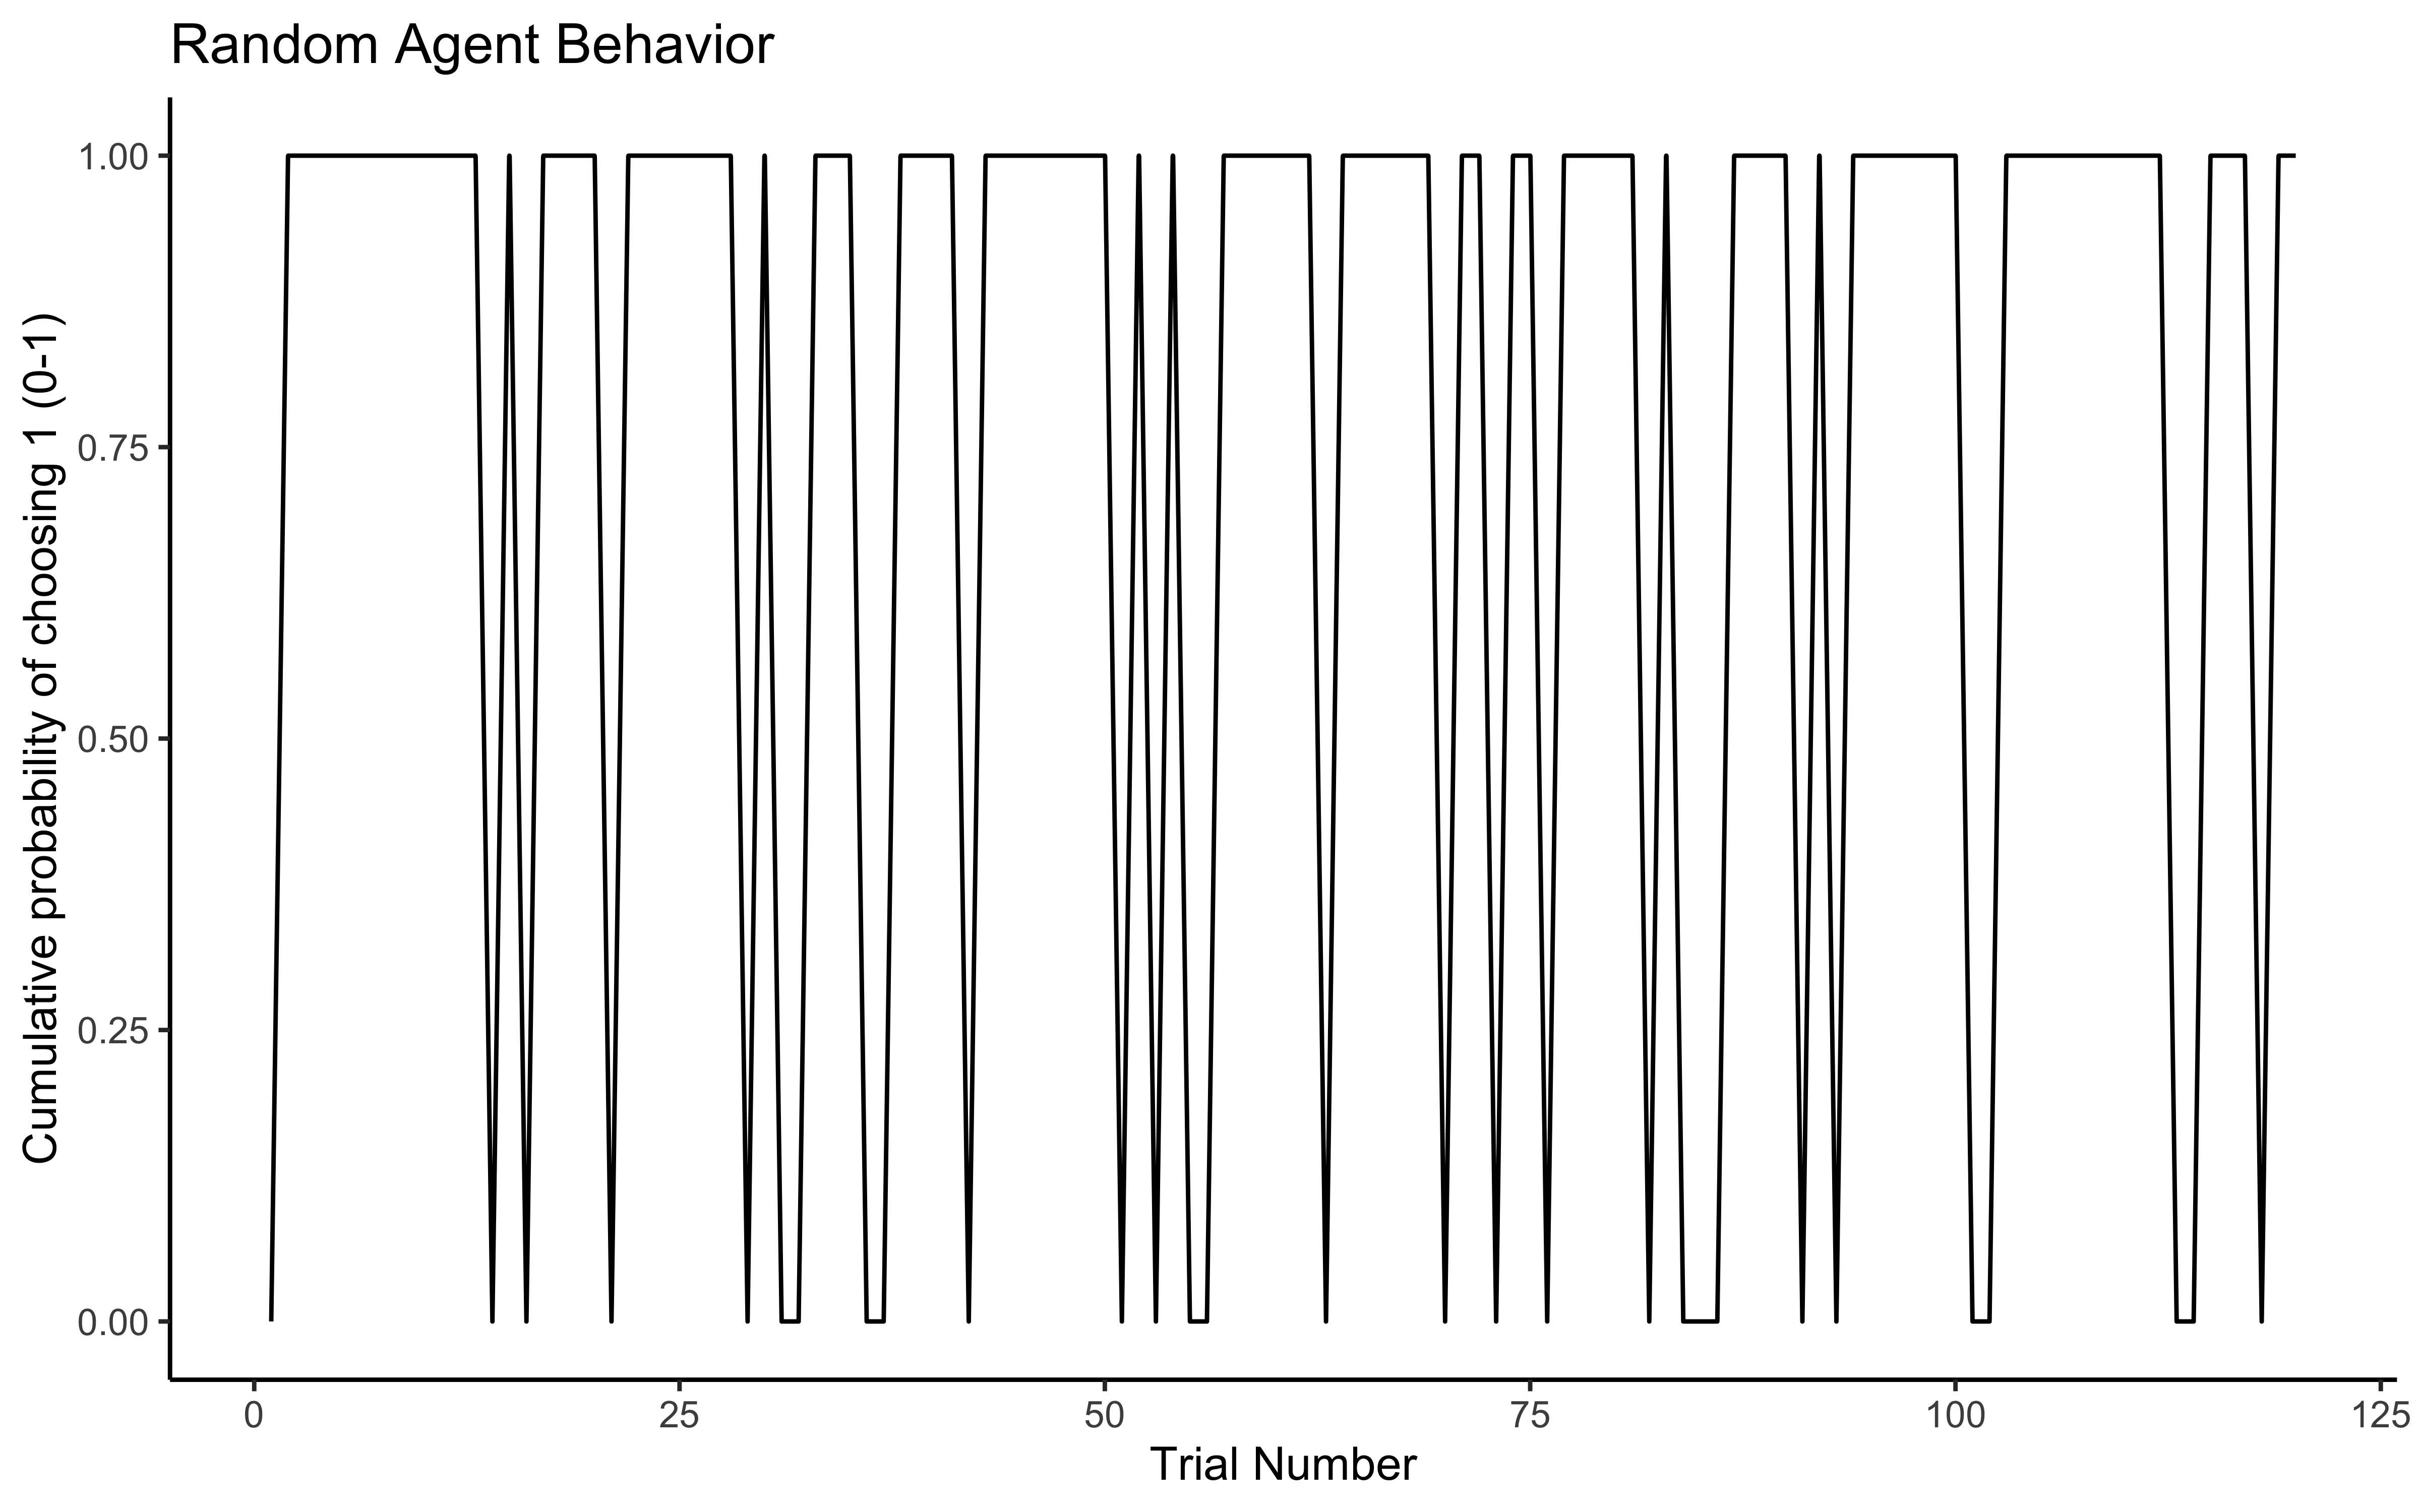 Random Agent Behavior
Cumulative probability of choosing 1 (0-1)
1.00
0.75
0.50
0.25
0.00
0 25 50 75 100 125
Trial Number